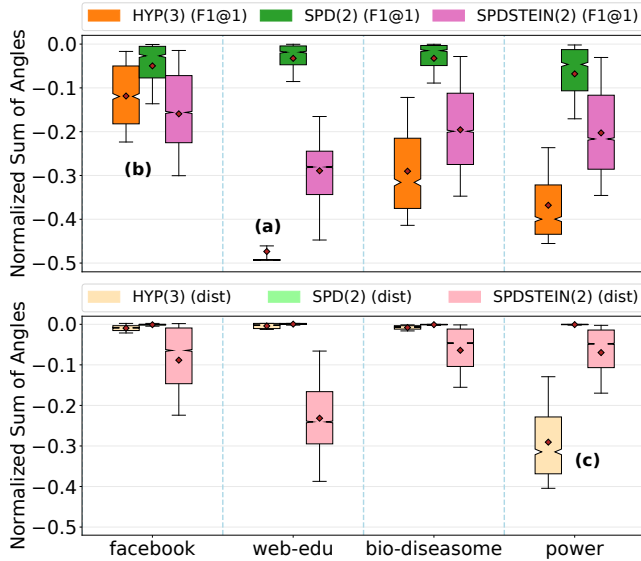 HYP(3) (F1@1) SPD(2) (F1@1) SPDSTEIN(2) (F1@1)
Normalized Sum of Angles
0.0
−0.1
−0.2
−0.3
−0.4
−0.5
(b)
(a)
HYP(3) (dist) SPD(2) (dist) SPDSTEIN(2) (dist)
Normalized Sum of Angles
0.0
−0.1
−0.2
−0.3
−0.4
−0.5
(c)
facebook web-edu bio-diseasome power